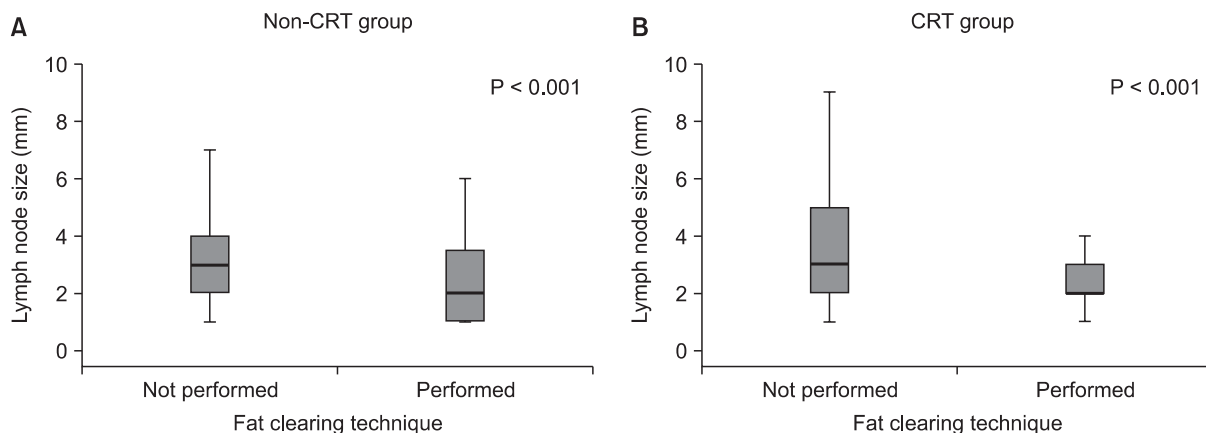 A
Non-CRT group
10
8
6
4
2
0
Lymph node size (mm)
P < 0.001
Not performed
Performed
Fat clearing technique
B
CRT group
10
8
6
4
2
0
Lymph node size (mm)
P < 0.001
Not performed
Performed
Fat clearing technique